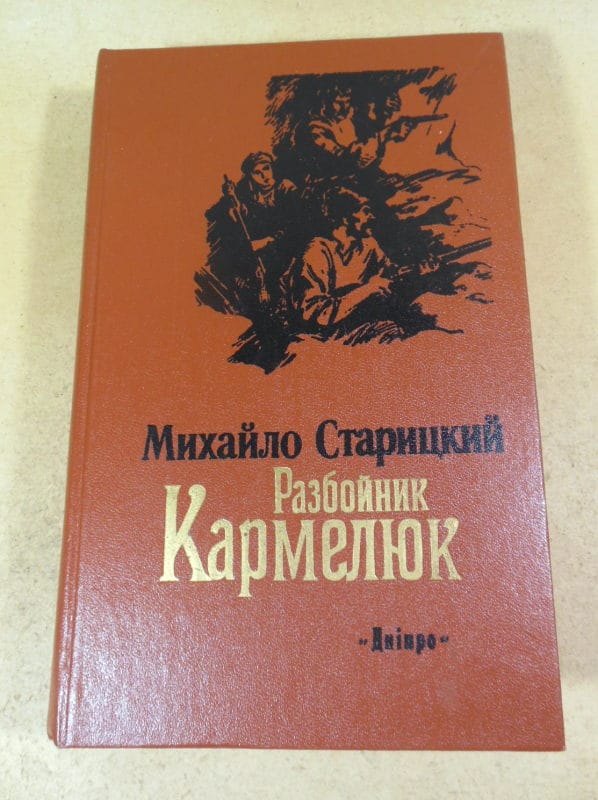 Михайло Старицкий
Разбойник
Кармелюк
„Дніпро“